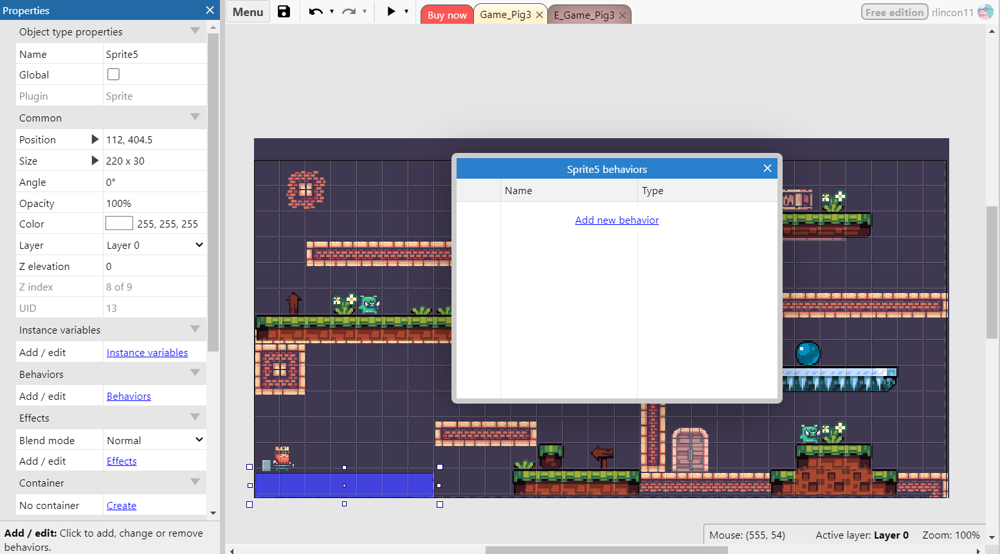 Properties
Menu
Buy now
Game_Pig3
E_Game_Pig3
Free edition
rlincon11
Object type properties
Name Sprite5
Global
Plugin Sprite
Common
Position 112, 404.5
Size 220 x 30
Angle 0°
Opacity 100%
Color 255, 255, 255
Layer Layer 0
Z elevation 0
Z index 8 of 9
UID 13
Instance variables
Add / edit Instance variables
Behaviors
Add / edit Behaviors
Effects
Blend mode Normal
Add / edit Effects
Container
No container Create
Add / edit: Click to add, change or remove
behaviors.
Sprite5 behaviors
Name Type
Add new behavior
Mouse: (555, 54) Active layer: Layer 0 Zoom: 100%